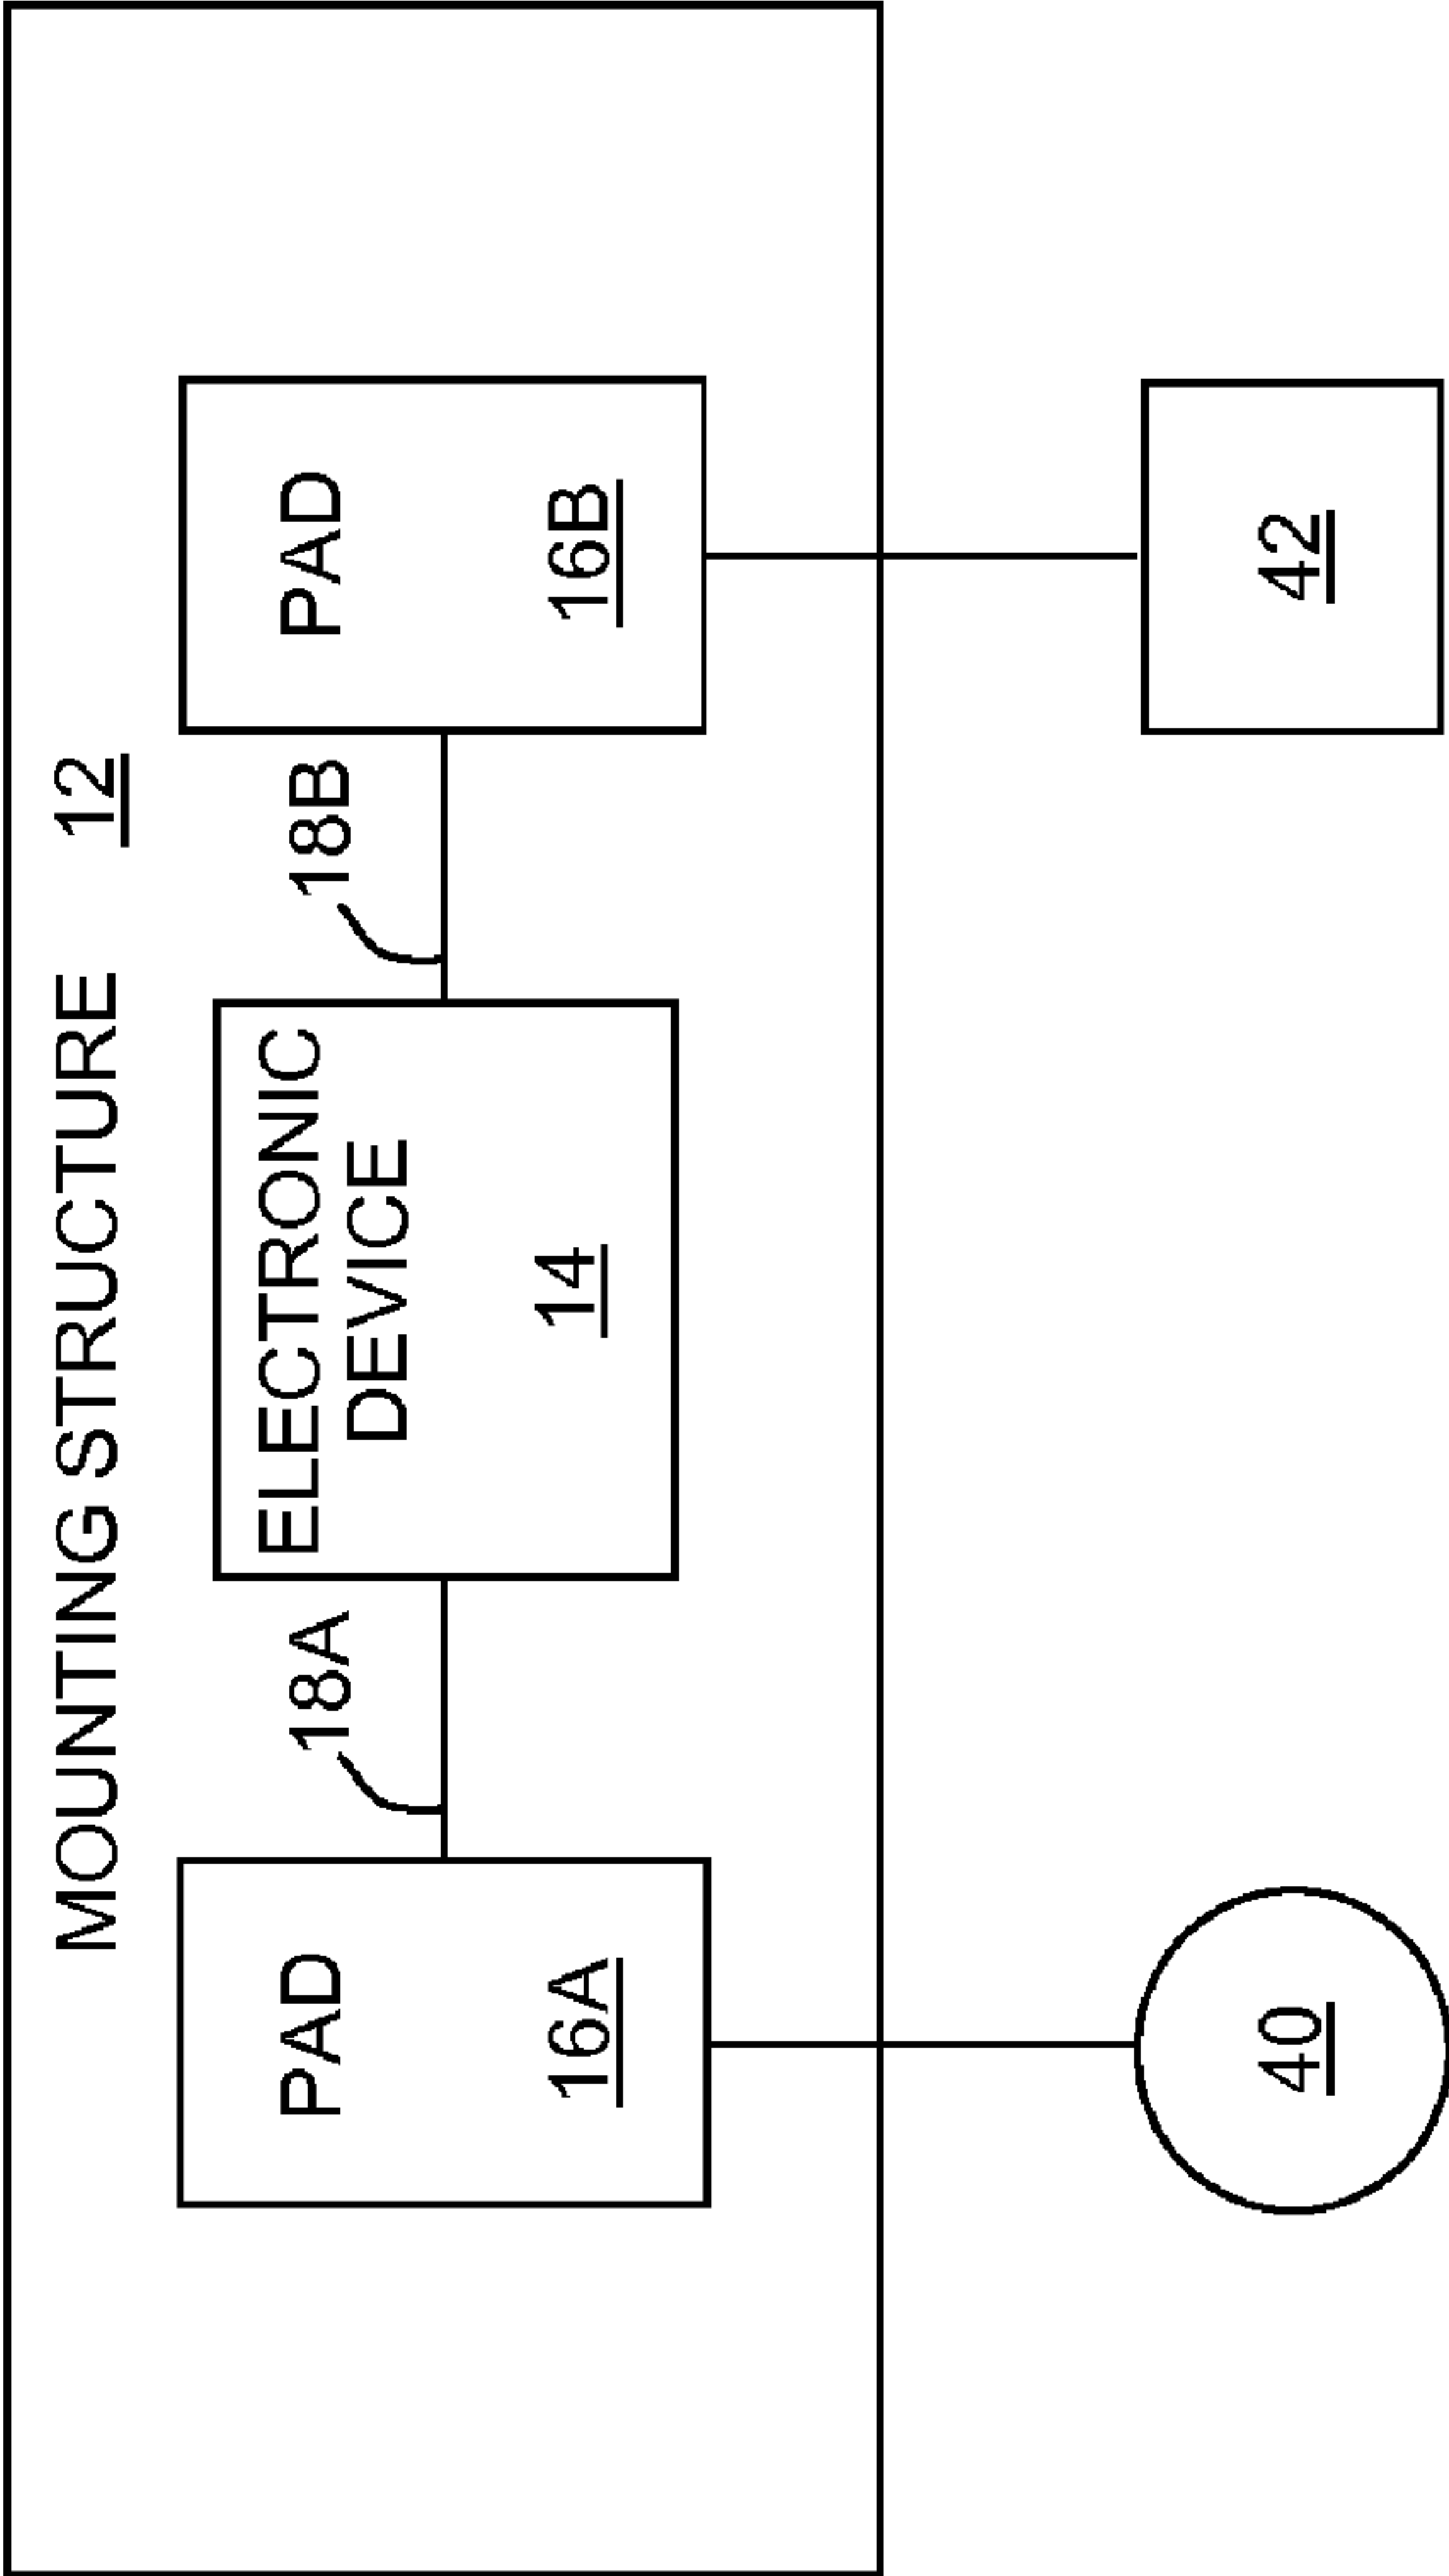 MOUNTING STRUCTURE 12
PAD
16A
18A
ELECTRONIC
DEVICE
14
18B
PAD
16B
40
42